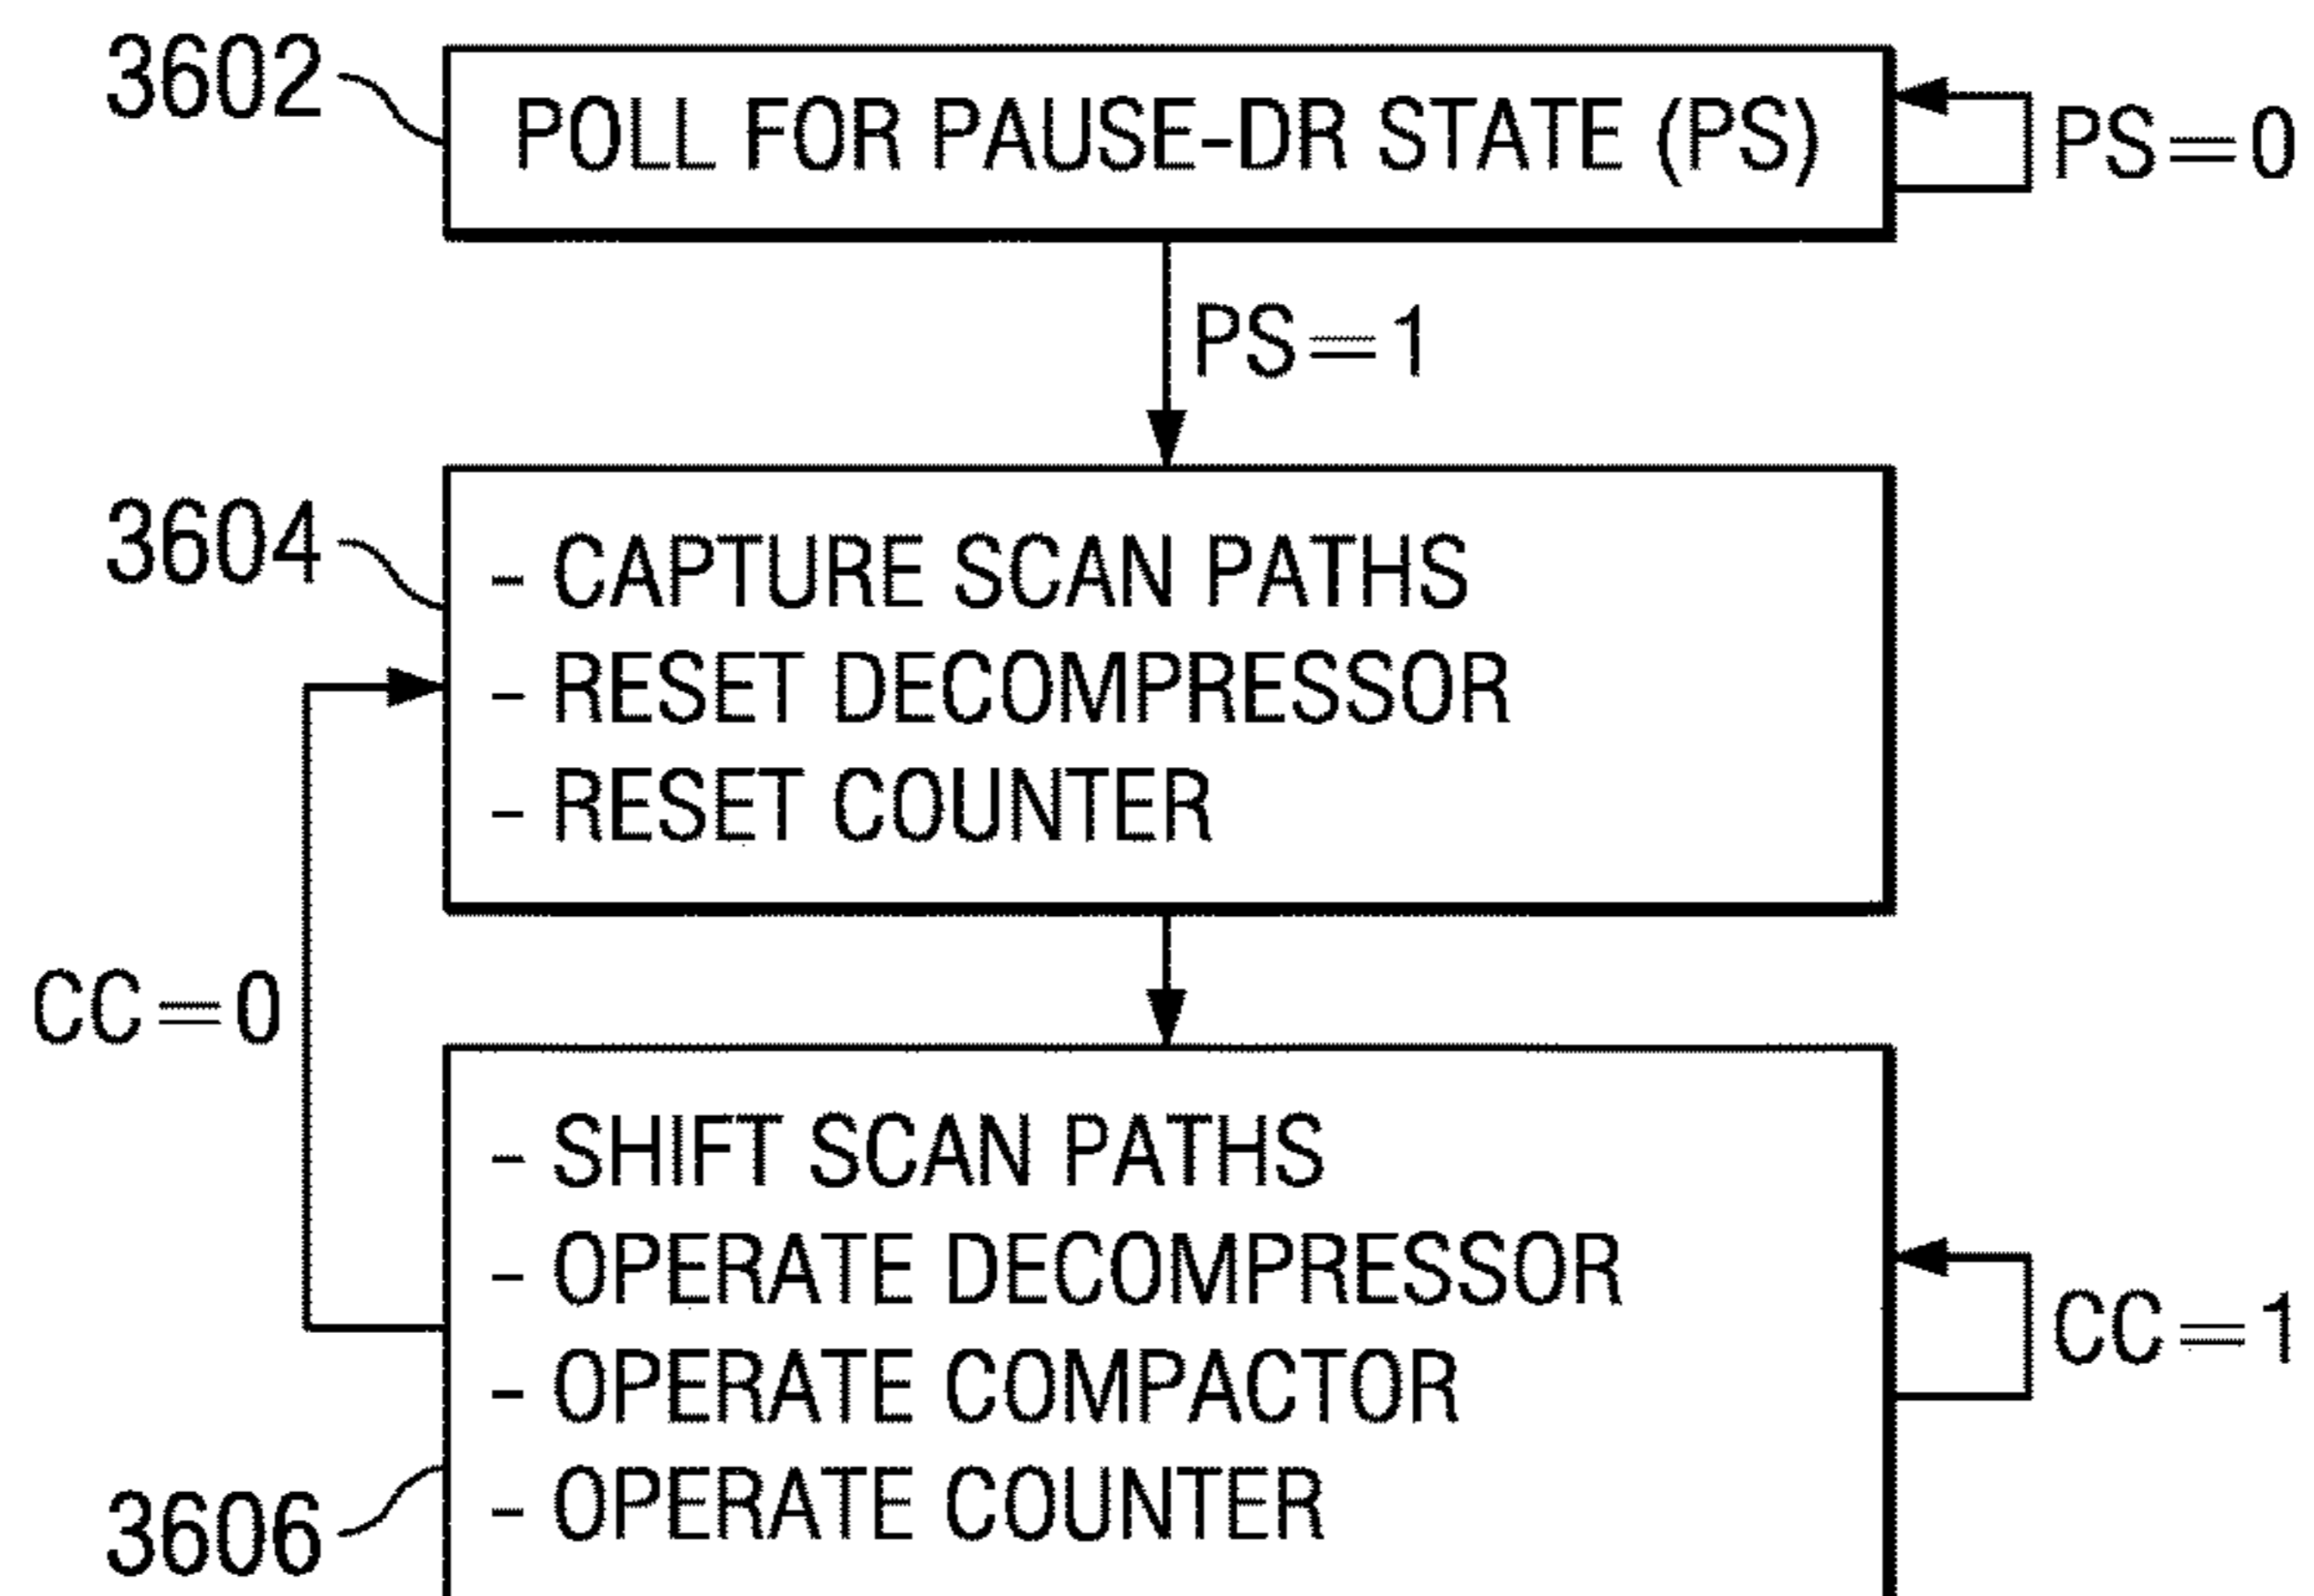 3602
POLL FOR PAUSE-DR STATE (PS)
PS=0
PS=1
3604
- CAPTURE SCAN PATHS
- RESET DECOMPRESSOR
- RESET COUNTER
CC=0
- SHIFT SCAN PATHS
- OPERATE DECOMPRESSOR
- OPERATE COMPACTOR
- OPERATE COUNTER
CC=1
3606